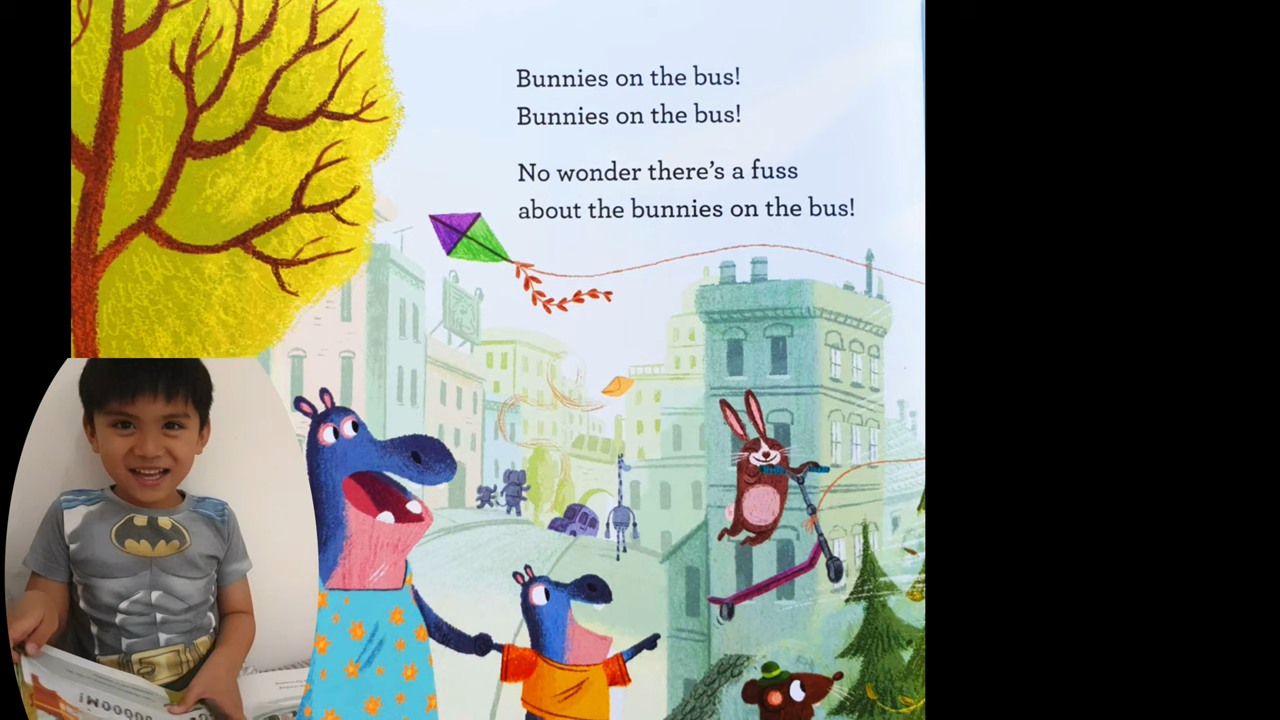 Bunnies on the bus!
Bunnies on the bus!
No wonder there's a fuss
about the bunnies on the bus!